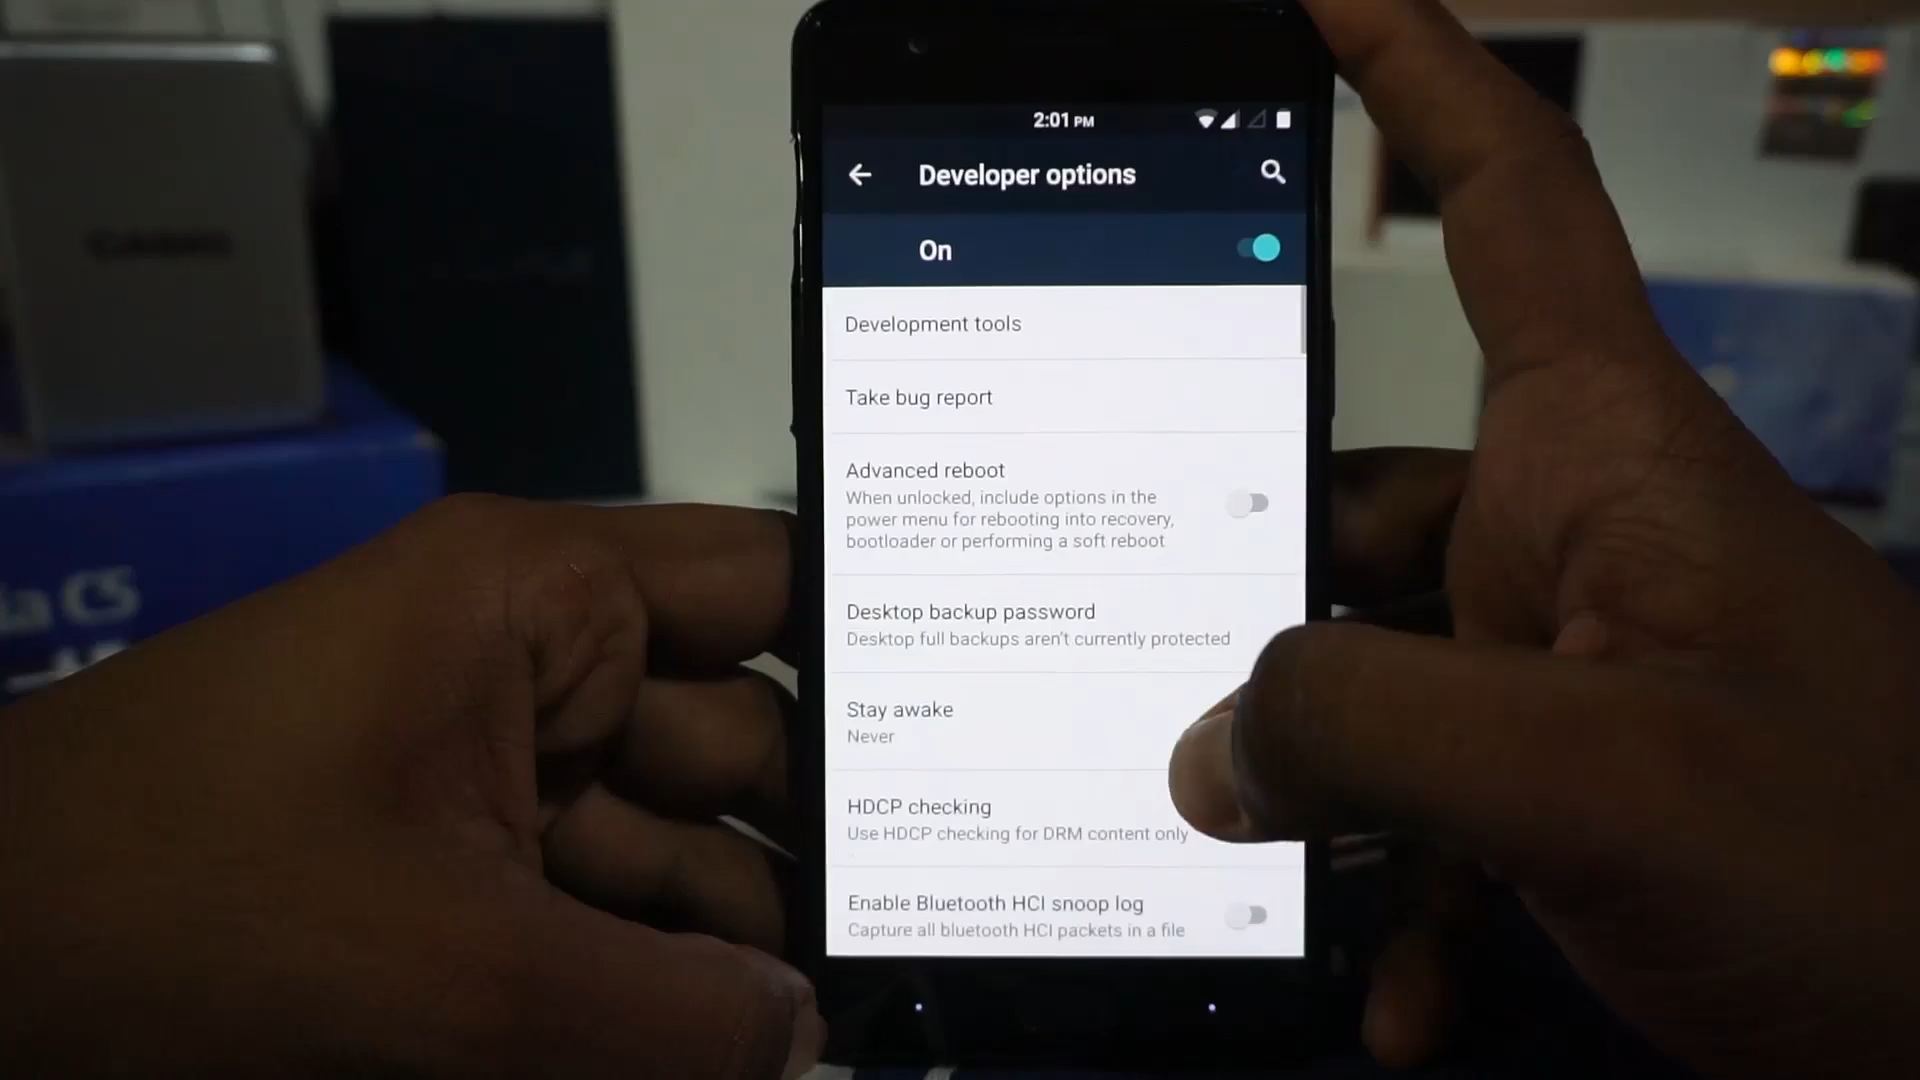 2:01 PM
Developer options
On
Development tools
Take bug report
Advanced reboot
When unlocked, include options in the
power menu for rebooting into recovery,
bootloader or performing a soft reboot
Desktop backup password
Desktop full backups aren't currently protected
Stay awake
Never
HDCP checking
Use HDCP checking for DRM content only
Enable Bluetooth HCI snoop log
Capture all bluetooth HCI packets in a file
CASIO
ia C5